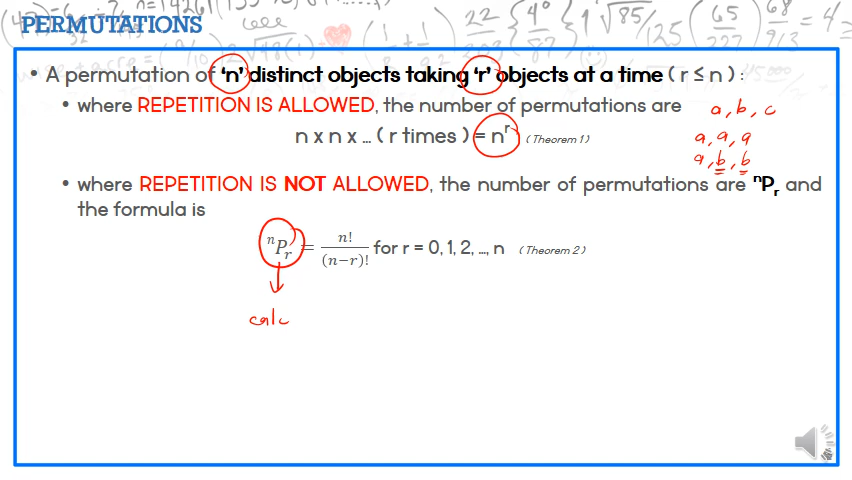 PERMUTATIONS
• A permutation of 'n' distinct objects taking 'r' objects at a time ( r ≤ n ) :
• where REPETITION IS ALLOWED, the number of permutations are
n x n x ... ( r times ) = nʳ (Theorem 1)
a, b, c
a, a, a
a, b, b
• where REPETITION IS NOT ALLOWED, the number of permutations are ⁿPᵣ and
the formula is
ⁿPᵣ = n! / (n−r)! for r = 0, 1, 2, ..., n (Theorem 2)
calc